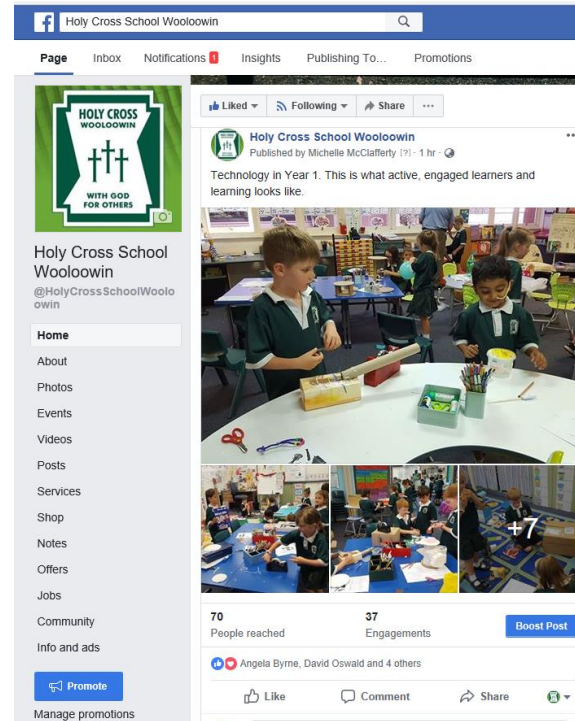 Holy Cross School Wooloowin
Page Inbox Notifications 1 Insights Publishing To... Promotions
HOLY CROSS
WOOLOOWIN
WITH GOD
FOR OTHERS
Holy Cross School
Wooloowin
@HolyCrossSchoolWoolo
owin
Home
About
Photos
Events
Videos
Posts
Services
Shop
Notes
Offers
Jobs
Community
Info and ads
Promote
Manage promotions
Liked Following Share ...
Holy Cross School Wooloowin
Published by Michelle McClafferty [?] · 1 hr ·
Technology in Year 1. This is what active, engaged learners and
learning looks like.
+7
70 37
People reached Engagements
Boost Post
Angela Byrne, David Oswald and 4 others
Like Comment Share